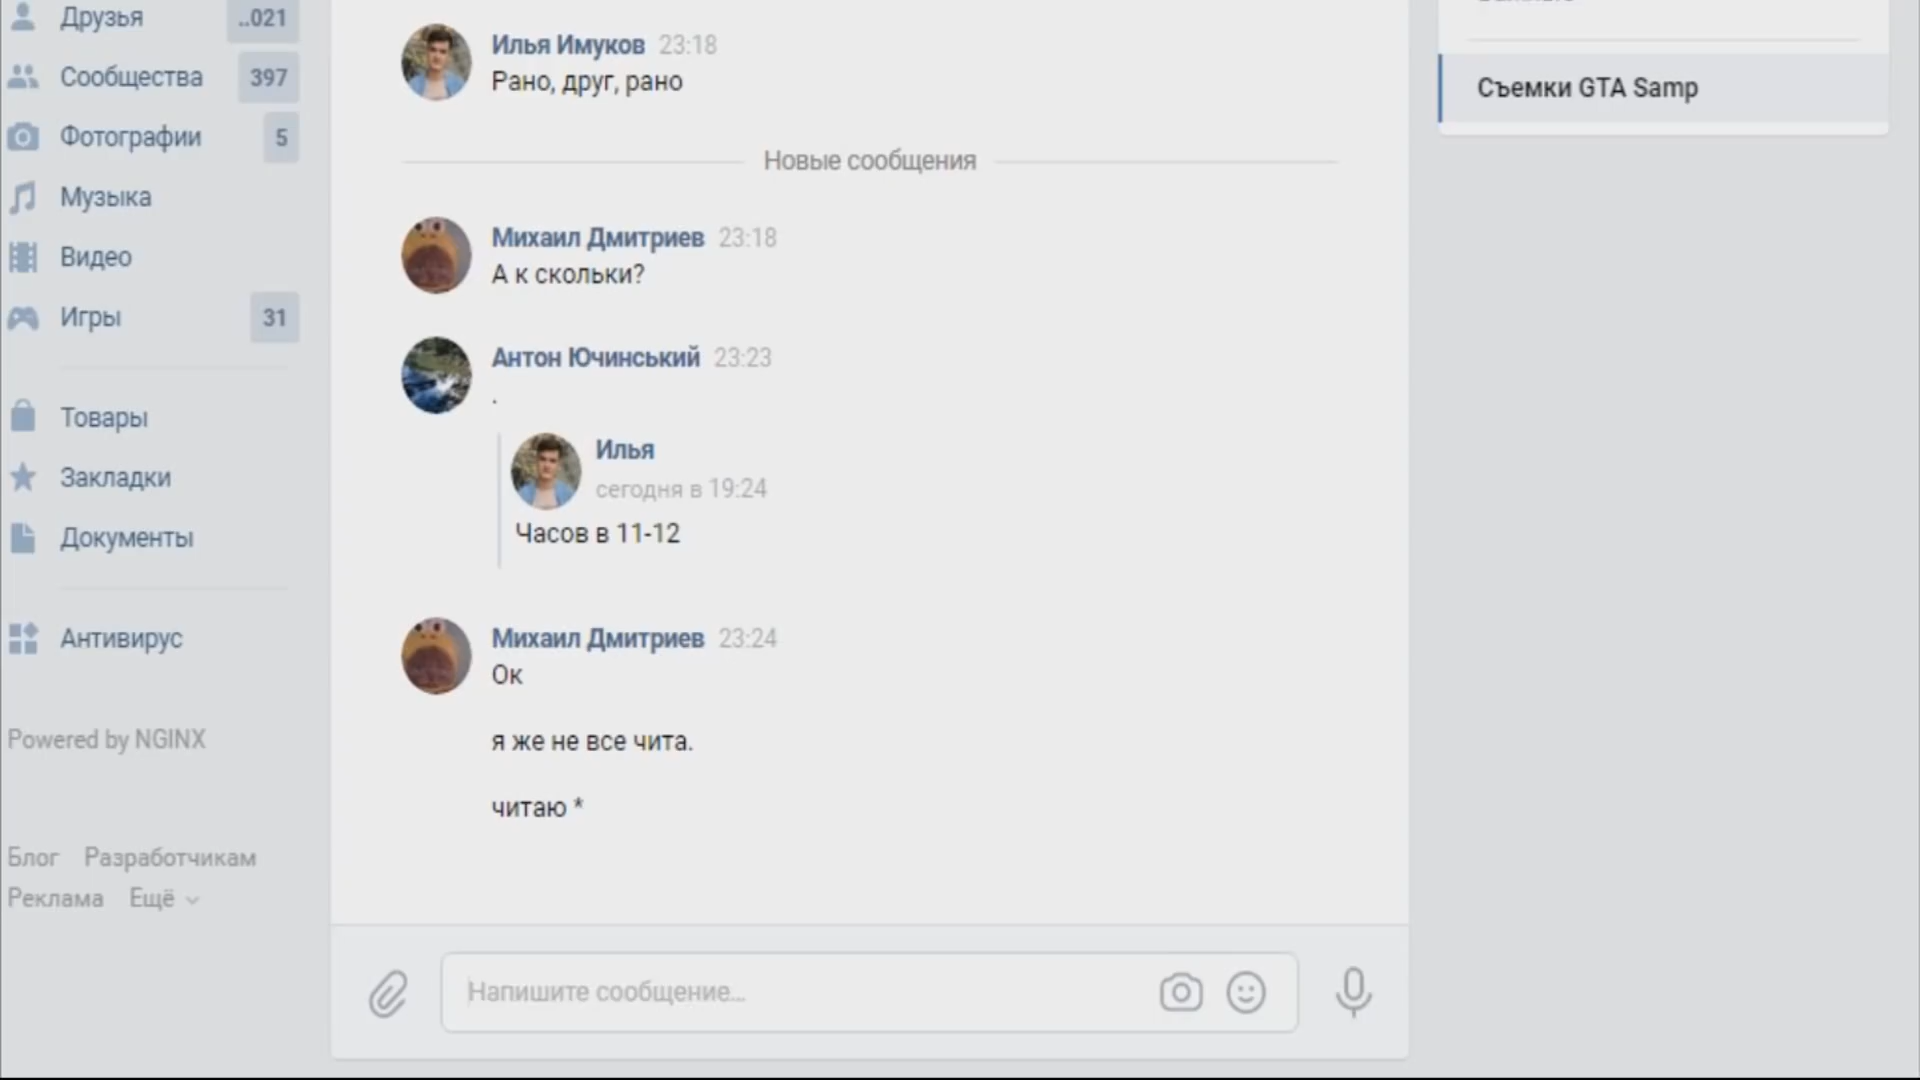 Друзья ..021
Сообщества 397
Фотографии 5
Музыка
Видео
Игры 31
Товары
Закладки
Документы
Антивирус
Powered by NGINX
Блог Разработчикам
Реклама Ещё
Илья Имуков 23:18
Рано, друг, рано
Новые сообщения
Михаил Дмитриев 23:18
А к скольки?
Антон Ючинський 23:23
.
Илья
сегодня в 19:24
Часов в 11-12
Михаил Дмитриев 23:24
Ок
я же не все чита.
читаю *
Напишите сообщение...
Съемки GTA Samp